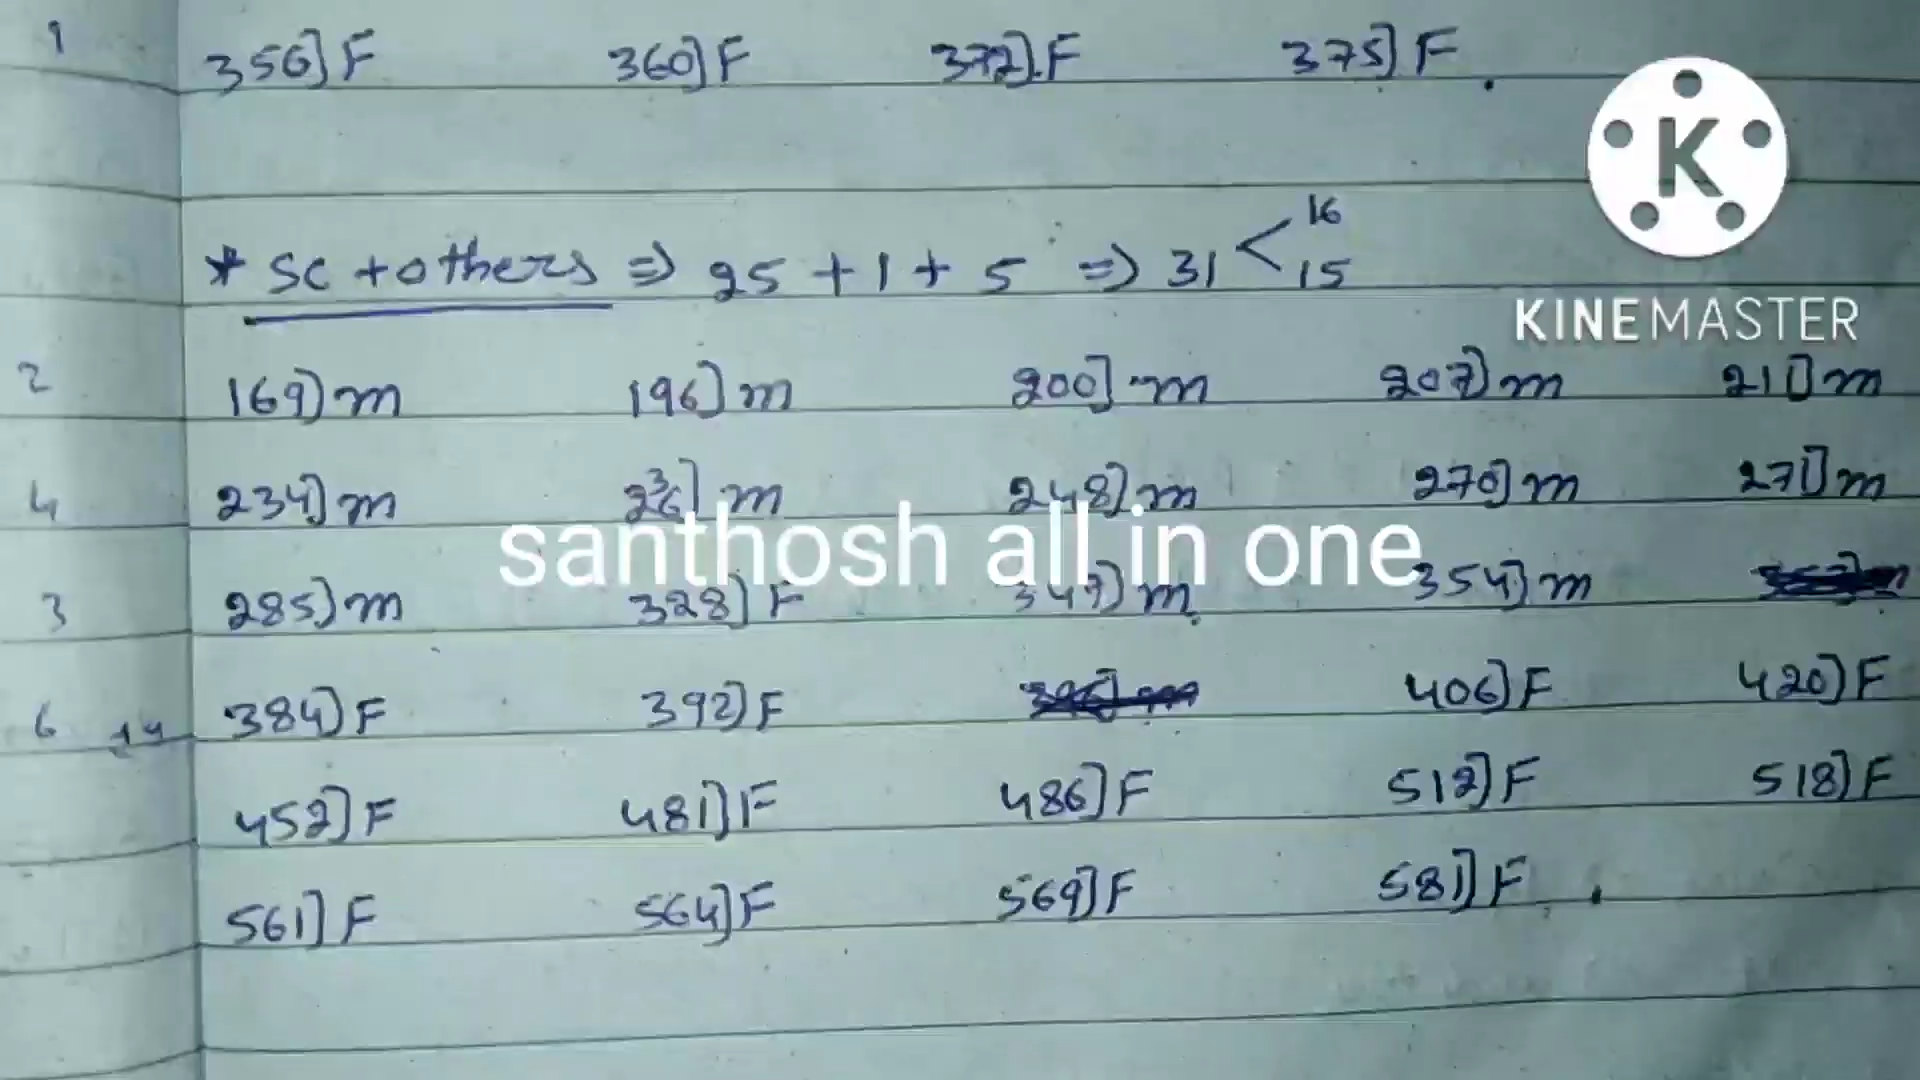 1 356]F 360]F 372].F 375]F .
* SC + others => 25 + 1 + 5 => 31 < 16
15
KINEMASTER
2 169)m 196]m 200]m 207)m 211]m
4 234]m 236]m 248]m 270]m 271]m
santhosh all in one
3 285)m 328]F 347)m 354]m
6 14 384)F 392)F 406)F 420)F
452]F 481]F 486]F 512]F 518]F
561]F 564]F 569]F 581]F .